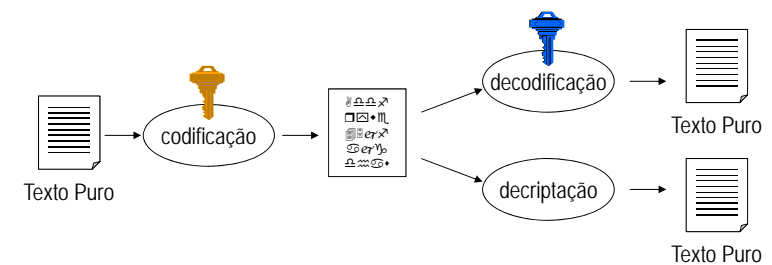 Texto Puro
codificação
decodificação
Texto Puro
decriptação
Texto Puro